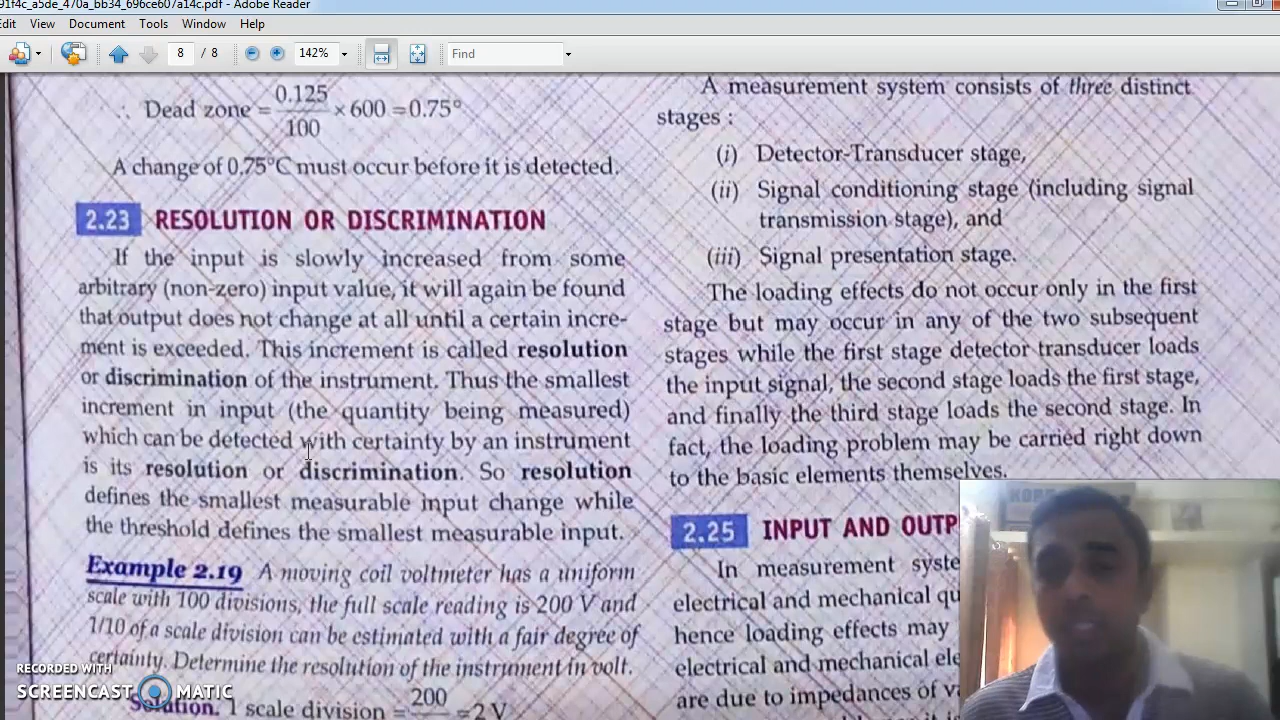 91f4c_a5de_470a_bb34_696ce607a14c.pdf - Adobe Reader
Edit View Document Tools Window Help
8 / 8 142% Find
∴ Dead zone = 0.125/100 × 600 = 0.75°
A change of 0.75°C must occur before it is detected.
2.23 RESOLUTION OR DISCRIMINATION
If the input is slowly increased from some
arbitrary (non-zero) input value, it will again be found
that output does not change at all until a certain incre-
ment is exceeded. This increment is called resolution
or discrimination of the instrument. Thus the smallest
increment in input (the quantity being measured)
which can be detected with certainty by an instrument
is its resolution or discrimination. So resolution
defines the smallest measurable input change while
the threshold defines the smallest measurable input.
Example 2.19 A moving coil voltmeter has a uniform
scale with 100 divisions, the full scale reading is 200 V and
1/10 of a scale division can be estimated with a fair degree of
certainty. Determine the resolution of the instrument in volt.
Solution. 1 scale division = 200 = 2 V
A measurement system consists of three distinct
stages :
(i) Detector-Transducer stage,
(ii) Signal conditioning stage (including signal
transmission stage), and
(iii) Signal presentation stage.
The loading effects do not occur only in the first
stage but may occur in any of the two subsequent
stages while the first stage detector transducer loads
the input signal, the second stage loads the first stage,
and finally the third stage loads the second stage. In
fact, the loading problem may be carried right down
to the basic elements themselves.
2.25 INPUT AND OUTP
In measurement syste
electrical and mechanical qu
hence loading effects may
electrical and mechanical ele
are due to impedances of va
RECORDED WITH
SCREENCAST MATIC